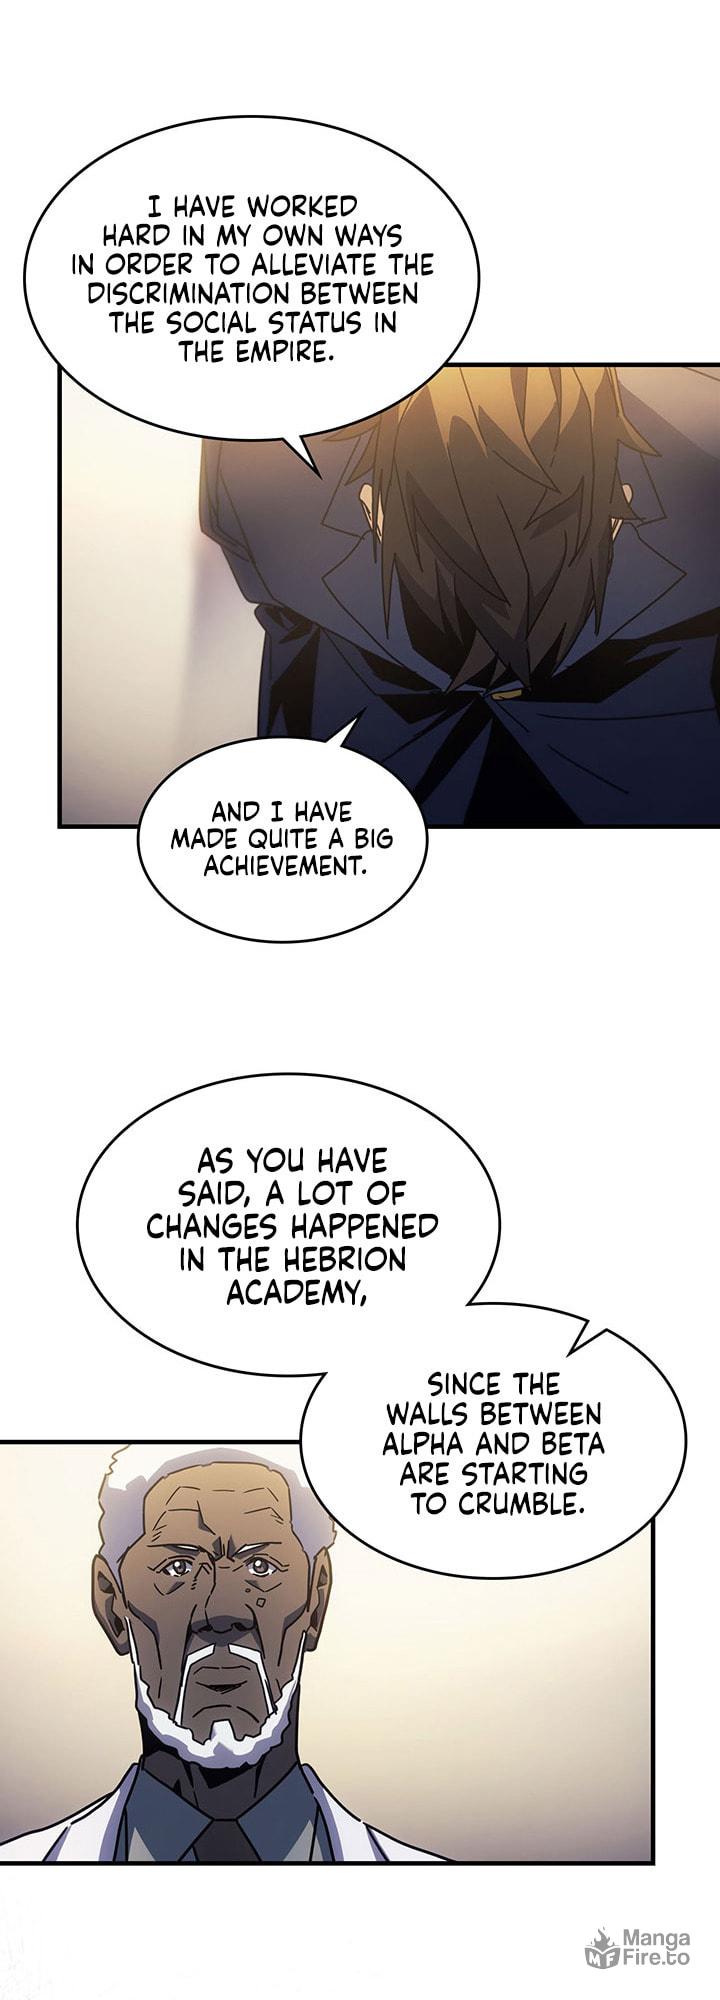 I HAVE WORKED
HARD IN MY OWN WAYS
IN ORDER TO ALLEVIATE THE
DISCRIMINATION BETWEEN
THE SOCIAL STATUS IN
THE EMPIRE.
AND I HAVE
MADE QUITE A BIG
ACHIEVEMENT.
AS YOU HAVE
SAID, A LOT OF
CHANGES HAPPENED
IN THE HEBRION
ACADEMY,
SINCE THE
WALLS BETWEEN
ALPHA AND BETA
ARE STARTING
TO CRUMBLE.
Manga
MF Fire.to